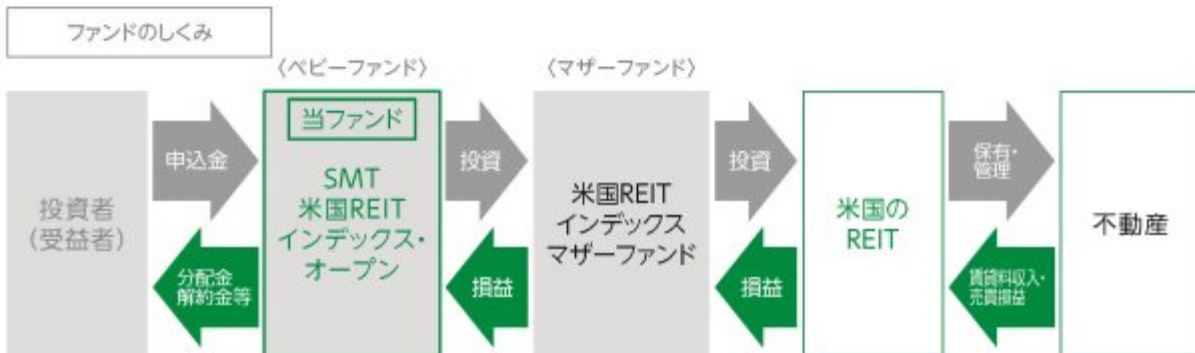 ファンドのしくみ
〈ベビーファンド〉
〈マザーファンド〉
投資者
(受益者)
申込金
分配金
解約金等
当ファンド
SMT
米国REIT
インデックス・
オープン
投資
損益
米国REIT
インデックス
マザーファンド
投資
損益
米国の
REIT
保有・
管理
賃貸料収入・
売買損益
不動産